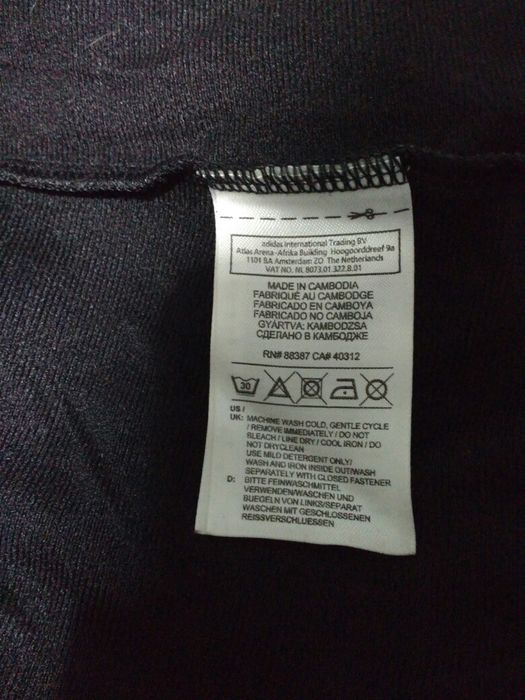 adidas International Trading BV
Atlas Arena -Afrika Building Hoogoorddreef 9a
1101 BA Amsterdam ZO The Netherlands
VAT NO. NL 8073.01.322.B.01
MADE IN CAMBODIA
FABRIQUÉ AU CAMBODGE
FABRICADO EN CAMBOYA
FABRICADO NO CAMBOJA
GYÁRTVA: KAMBODZSA
СДЕЛАНО В КАМБОДЖЕ
RN# 88387 CA# 40312
30
US /
UK: MACHINE WASH COLD, GENTLE CYCLE
/ REMOVE IMMEDIATELY / DO NOT
BLEACH / LINE DRY / COOL IRON / DO
NOT DRYCLEAN
USE MILD DETERGENT ONLY/
WASH AND IRON INSIDE OUT/WASH
SEPARATELY WITH CLOSED FASTENER
D: BITTE FEINWASCHMITTEL
VERWENDEN/WASCHEN UND
BUEGELN VON LINKS/SEPARAT
WASCHEN MIT GESCHLOSSENEN
REISSVERSCHLUESSEN